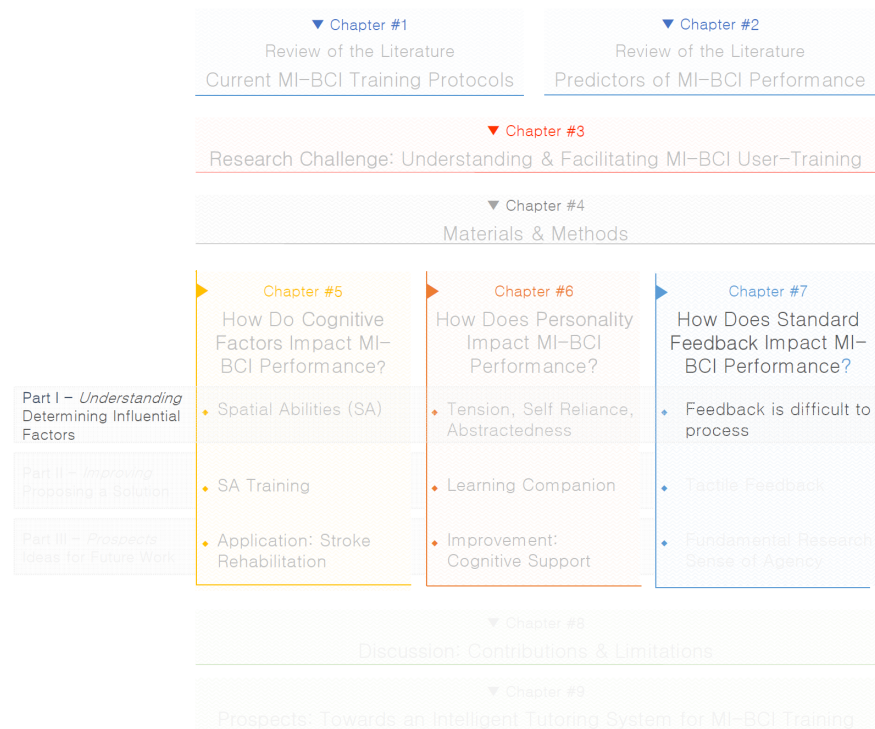 ▼ Chapter #1
Review of the Literature
Current MI-BCI Training Protocols
▼ Chapter #2
Review of the Literature
Predictors of MI-BCI Performance
▼ Chapter #3
Research Challenge: Understanding & Facilitating MI-BCI User-Training
▼ Chapter #4
Materials & Methods
Chapter #5
How Do Cognitive
Factors Impact MI-
BCI Performance?
Chapter #6
How Does Personality
Impact MI-BCI
Performance?
Chapter #7
How Does Standard
Feedback Impact MI-
BCI Performance?
Part I - Understanding
Determining Influential
Factors
Spatial Abilities (SA)
Tension, Self Reliance,
Abstractedness
Feedback is difficult to
process
Part II - Improving
Proposing a Solution
SA Training
Learning Companion
Tactile Feedback
Part III - Prospects
Ideas for Future Work
Application: Stroke
Rehabilitation
Improvement:
Cognitive Support
Fundamental Research
Sense of Agency
▼ Chapter #8
Discussion: Contributions & Limitations
▼ Chapter #9
Prospects: Towards an Intelligent Tutoring System for MI-BCI Training